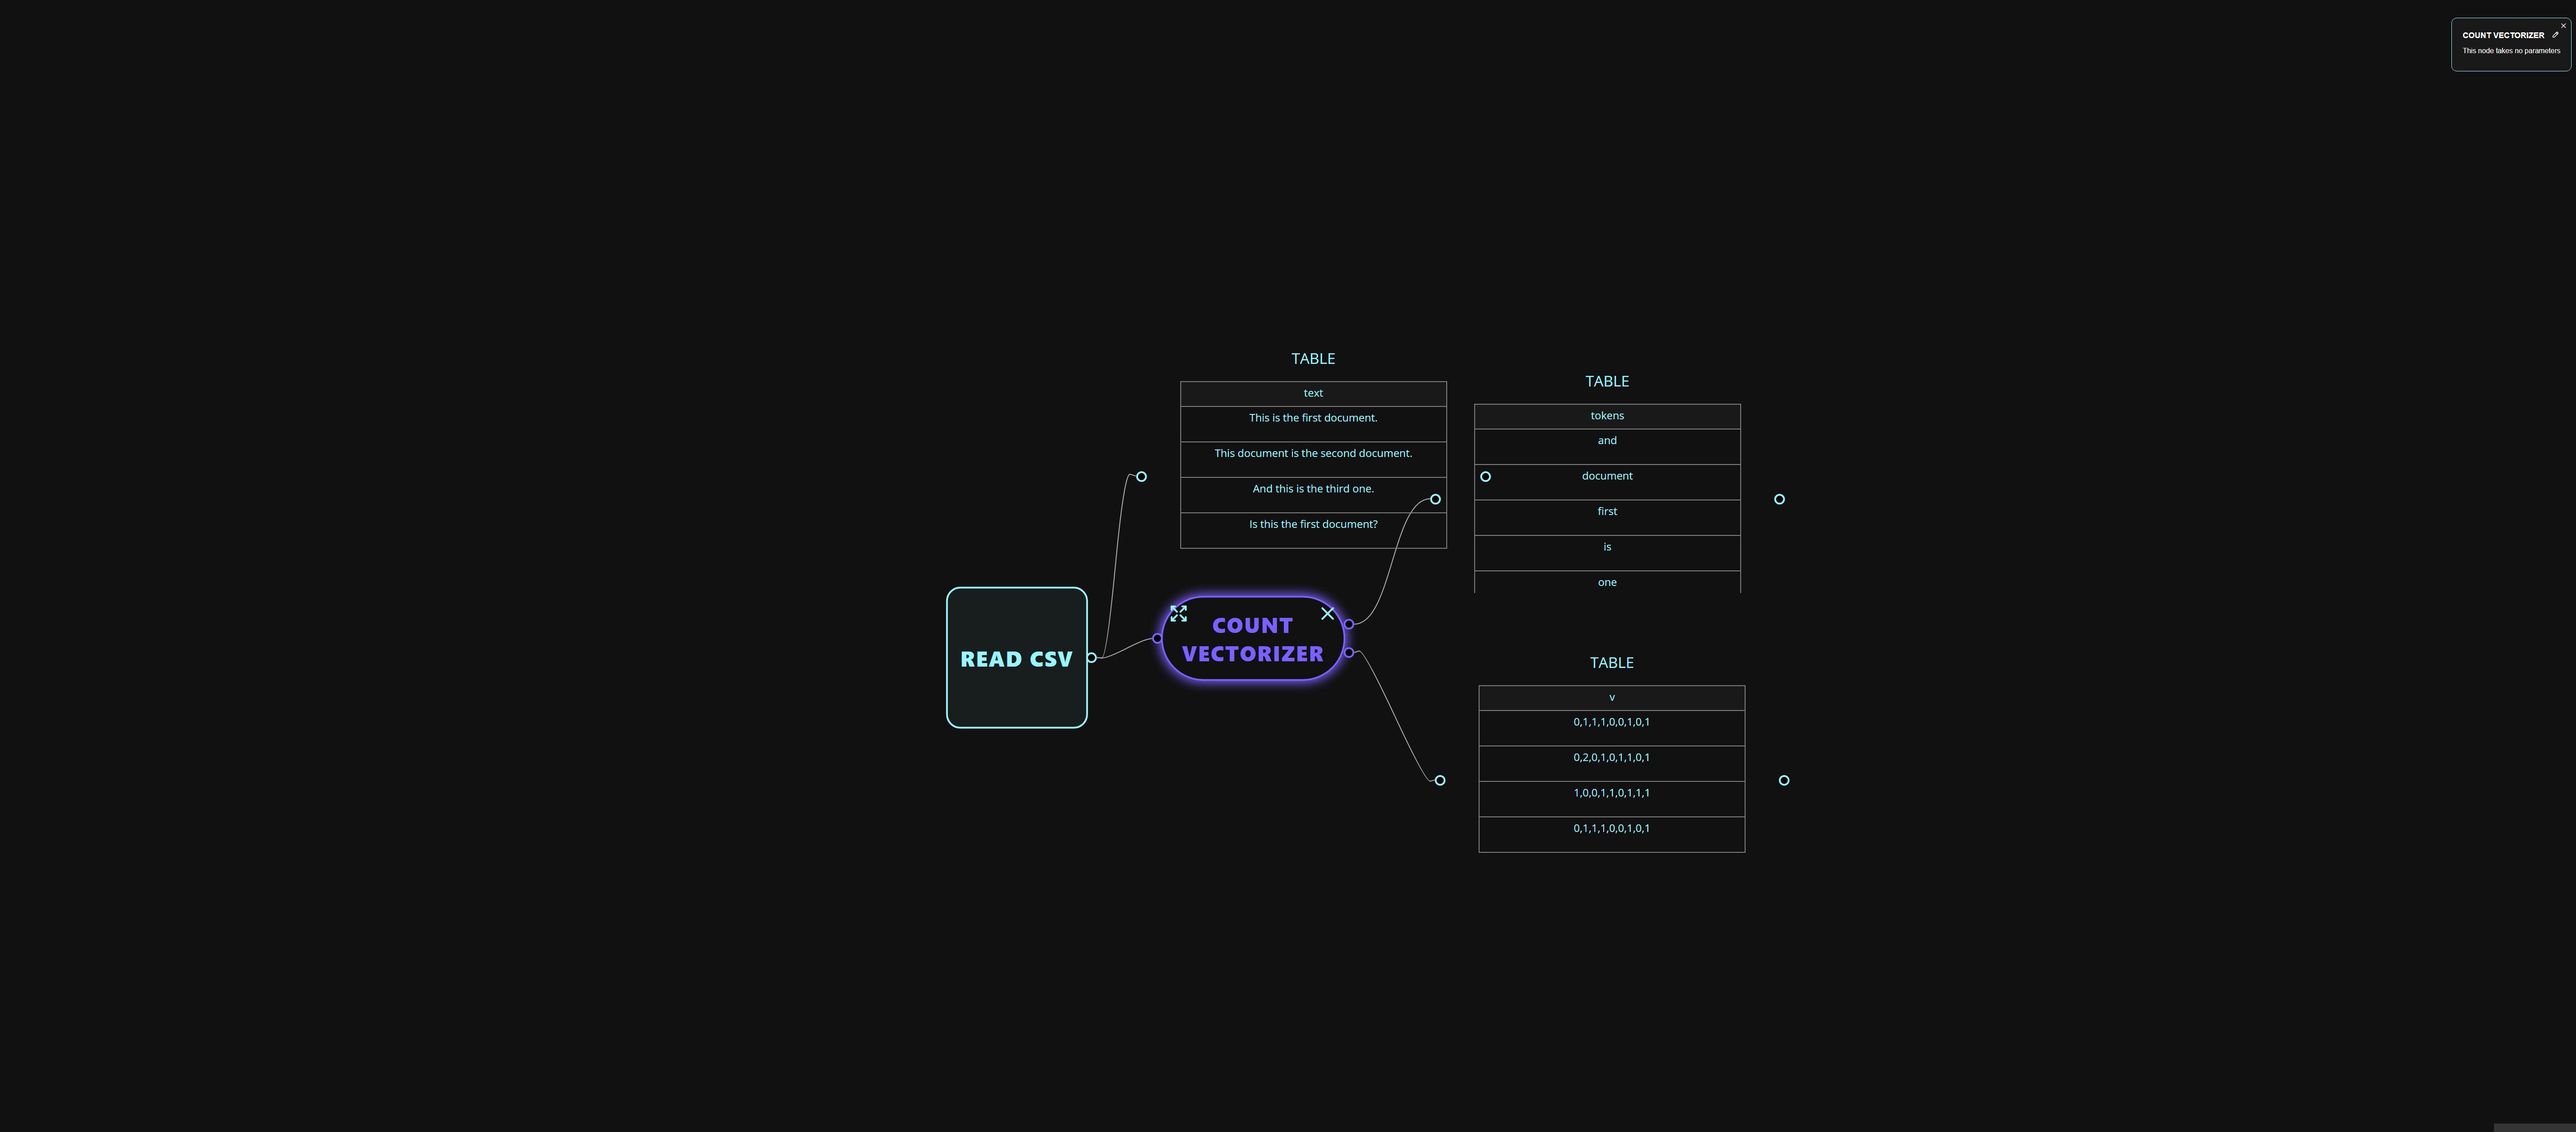 COUNT VECTORIZER
This node takes no parameters
TABLE
text
This is the first document.
This document is the second document.
And this is the third one.
Is this the first document?
TABLE
tokens
and
document
first
is
one
READ CSV
COUNT
VECTORIZER
TABLE
v
0,1,1,1,0,0,1,0,1
0,2,0,1,0,1,1,0,1
1,0,0,1,1,0,1,1,1
0,1,1,1,0,0,1,0,1